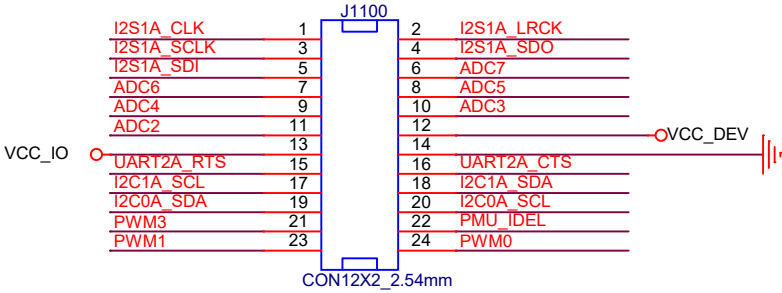 J1100
I2S1A_CLK 1 2 I2S1A_LRCK
I2S1A_SCLK 3 4 I2S1A_SDO
I2S1A_SDI 5 6 ADC7
ADC6 7 8 ADC5
ADC4 9 10 ADC3
ADC2 11 12 VCC_DEV
VCC_IO 13 14
UART2A_RTS 15 16 UART2A_CTS
I2C1A_SCL 17 18 I2C1A_SDA
I2C0A_SDA 19 20 I2C0A_SCL
PWM3 21 22 PMU_IDEL
PWM1 23 24 PWM0
CON12X2_2.54mm